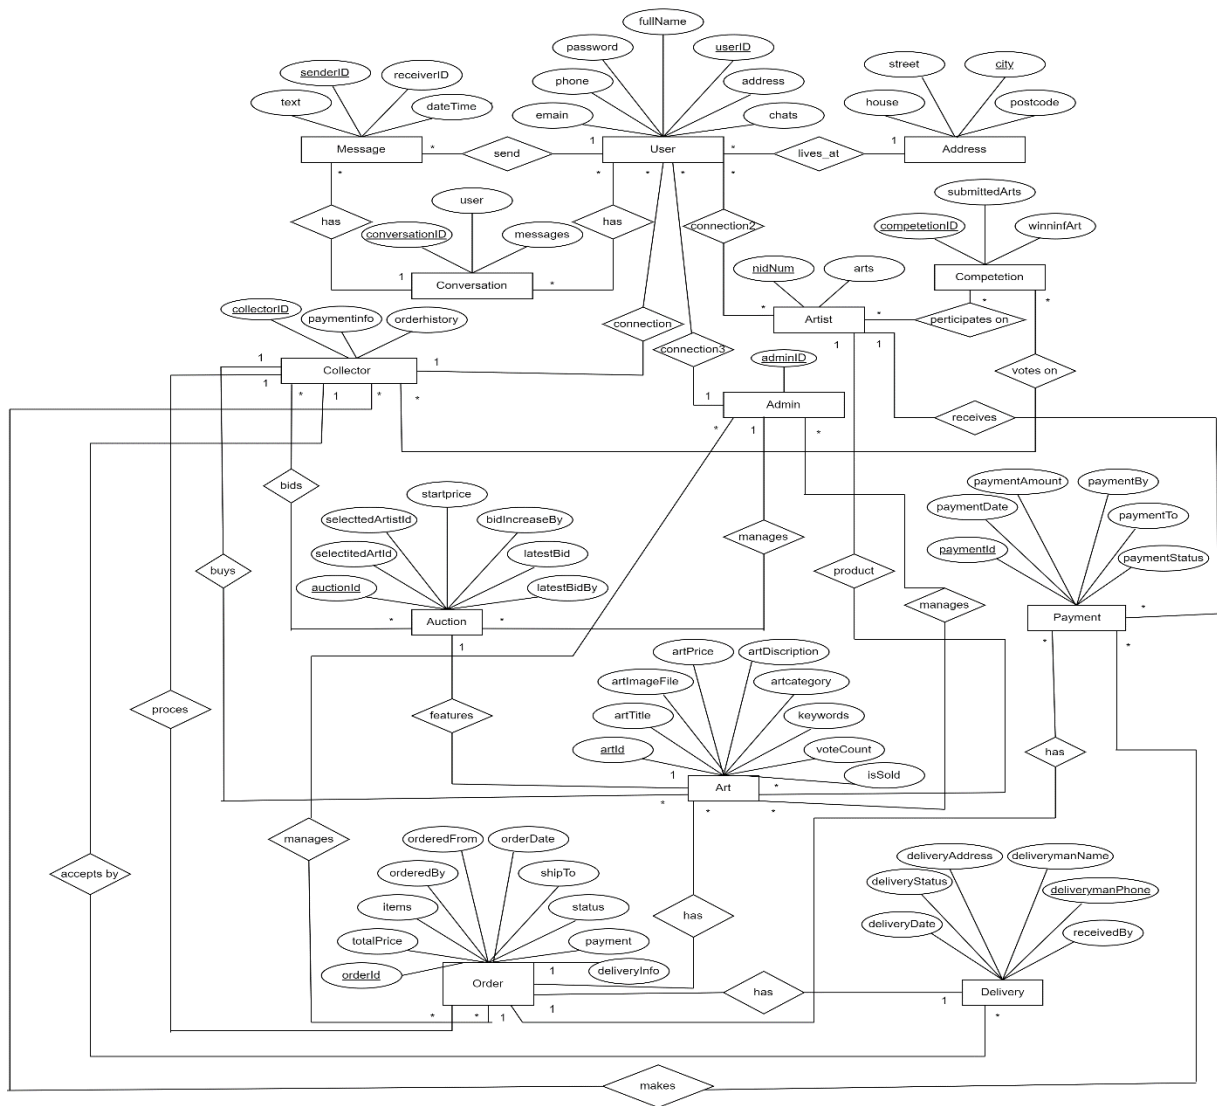 fullName
password
userID
senderID
receiverID
street
city
phone
address
text
dateTime
house
postcode
emain
chats
1
1
Message
*
send
User
*
lives_at
Address
*
*
*
*
*
submittedArts
user
has
has
connection2
competetionID
winninfArt
conversationID
messages
nidNum
arts
Competetion
1
Conversation
*
*
*
collectorID
paymentinfo
orderhistory
*
Artist
*
perticipates on
connection
1
1
connection3
1
1
adminID
Collector
votes on
1
*
1
*
*
1
Admin
receives
*
1
*
bids
startprice
paymentAmount
paymentBy
selecttedArtistId
bidIncreaseBy
paymentDate
paymentTo
manages
selectitedArtId
latestBid
paymentId
paymentStatus
buys
product
auctionId
latestBidBy
manages
*
Auction
*
Payment
*
1
*
*
artPrice
artDiscription
artImageFile
artcategory
proces
features
artTitle
keywords
artId
voteCount
has
1
isSold
Art
*
*
*
*
orderedFrom
orderDate
manages
deliveryAddress
deliverymanName
accepts by
orderedBy
shipTo
deliveryStatus
deliverymanPhone
items
status
has
deliveryDate
receivedBy
totalPrice
payment
orderId
1
deliveryInfo
Order
has
Delivery
1
*
*
1
1
*
makes